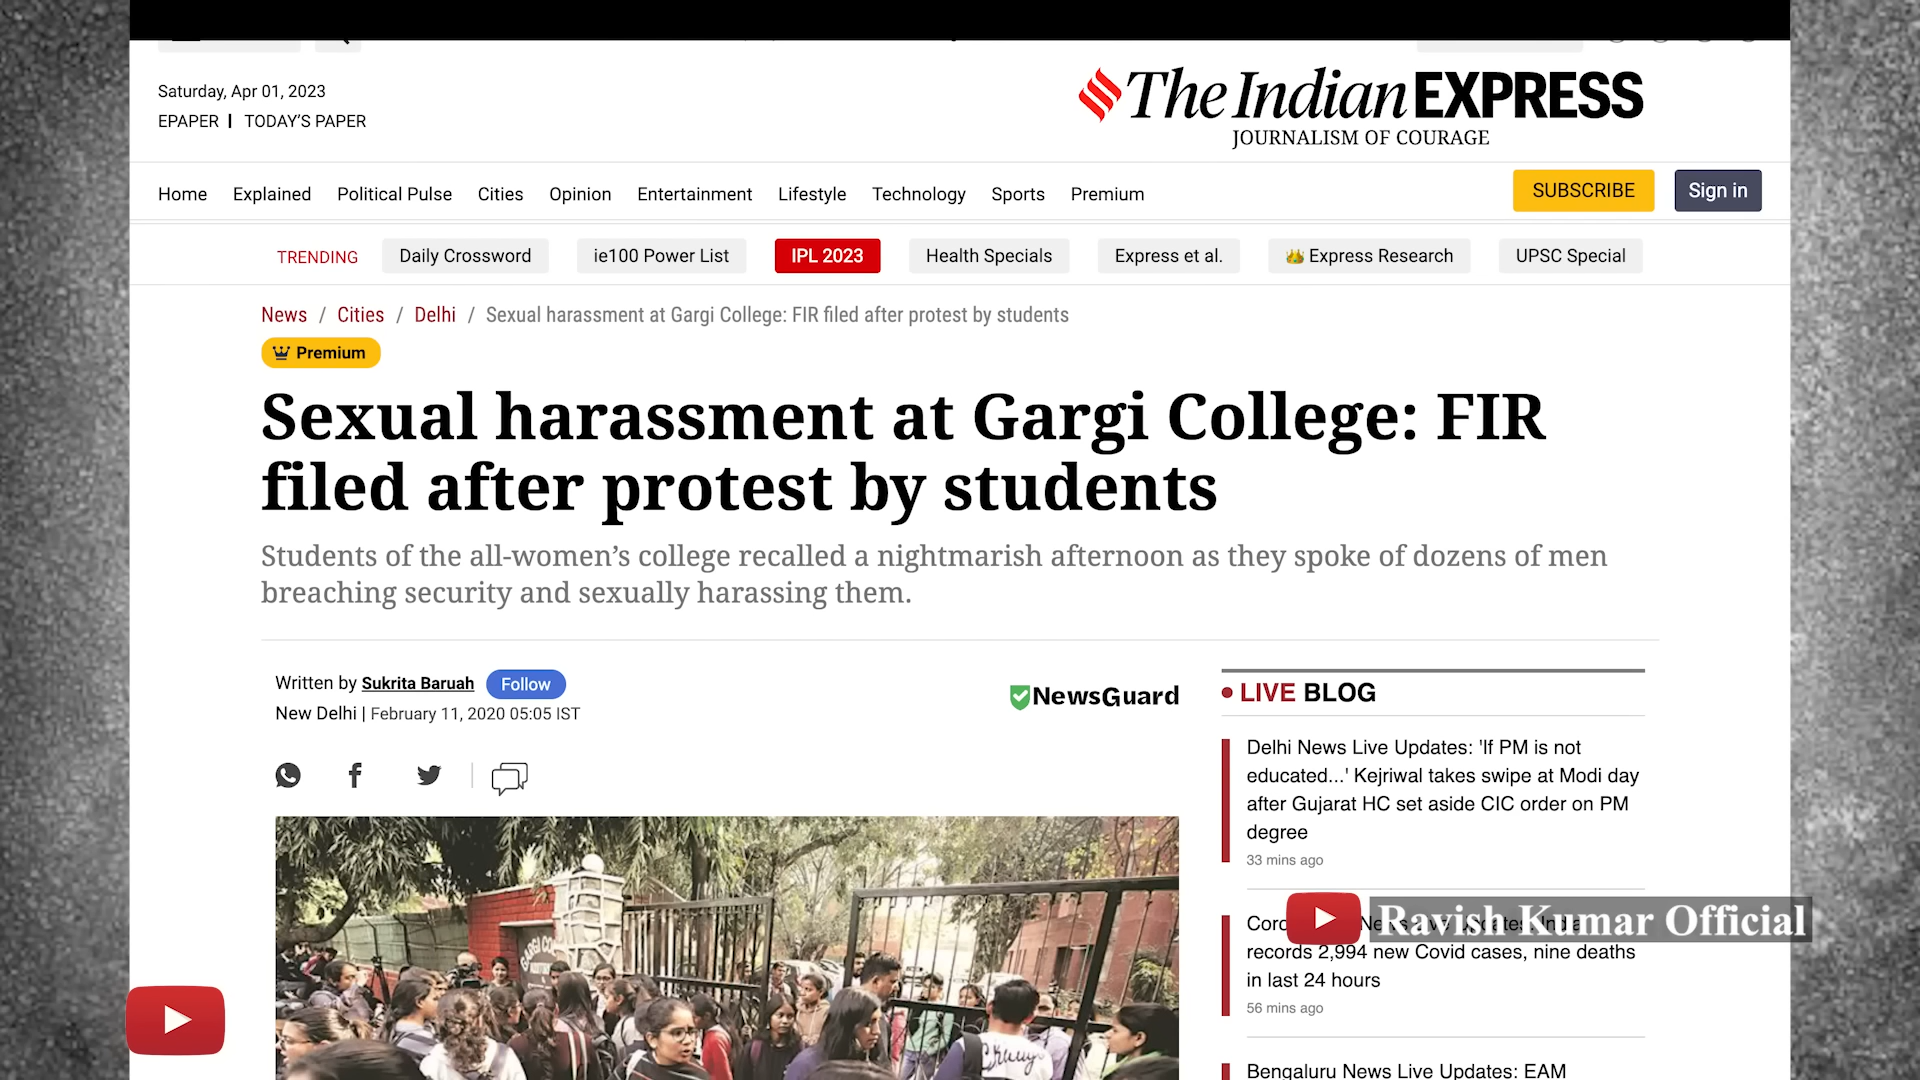 Saturday, Apr 01, 2023
EPAPER | TODAY'S PAPER
The Indian EXPRESS
JOURNALISM OF COURAGE
Home Explained Political Pulse Cities Opinion Entertainment Lifestyle Technology Sports Premium
SUBSCRIBE
Sign in
TRENDING Daily Crossword ie100 Power List IPL 2023 Health Specials Express et al. Express Research UPSC Special
News / Cities / Delhi / Sexual harassment at Gargi College: FIR filed after protest by students
Premium
Sexual harassment at Gargi College: FIR
filed after protest by students
Students of the all-women's college recalled a nightmarish afternoon as they spoke of dozens of men
breaching security and sexually harassing them.
Written by Sukrita Baruah Follow
New Delhi | February 11, 2020 05:05 IST
NewsGuard
LIVE BLOG
Delhi News Live Updates: 'If PM is not
educated...' Kejriwal takes swipe at Modi day
after Gujarat HC set aside CIC order on PM
degree
33 mins ago
Ravish Kumar Official
records 2,994 new Covid cases, nine deaths
in last 24 hours
56 mins ago
Bengaluru News Live Updates: EAM
GARGI